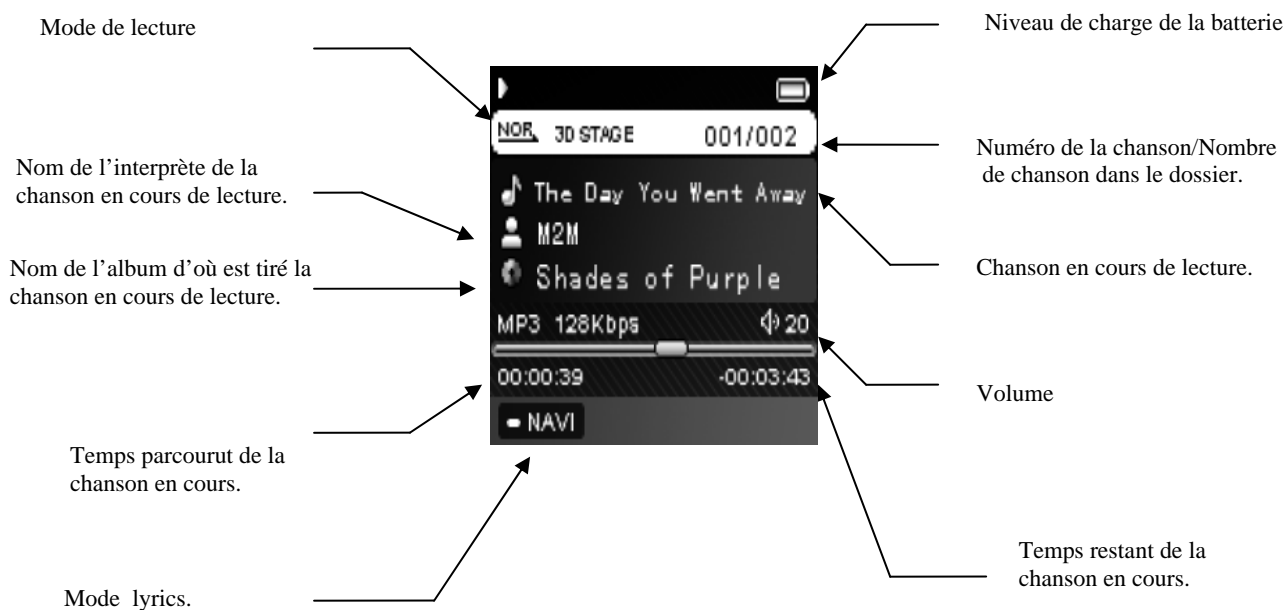 Mode de lecture
Niveau de charge de la batterie
NOR 3D STAGE 001/002
Nom de l’interprète de la
chanson en cours de lecture.
Numéro de la chanson/Nombre
de chanson dans le dossier.
The Day You Went Away
M2M
Shades of Purple
Nom de l’album d’où est tiré la
chanson en cours de lecture.
Chanson en cours de lecture.
MP3 128Kbps 20
00:00:39 -00:03:43
Volume
NAVI
Temps parcourut de la
chanson en cours.
Temps restant de la
chanson en cours.
Mode lyrics.